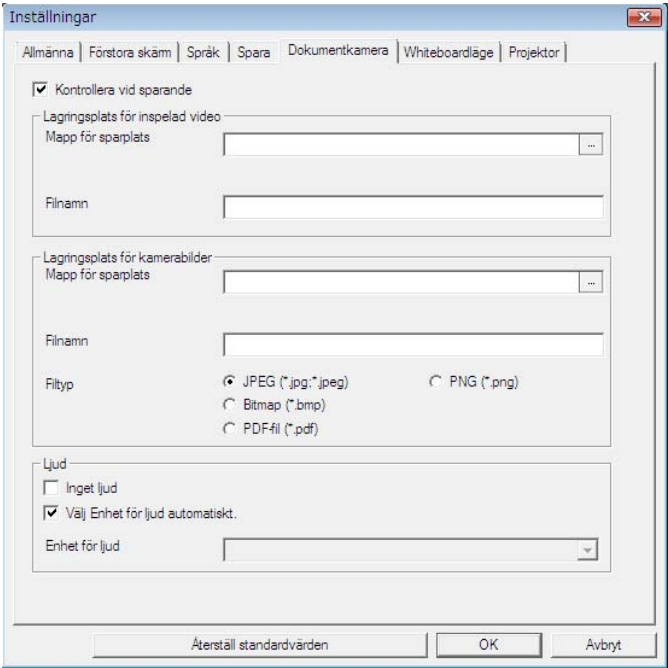 Inställningar
Allmänna Förstora skärm Språk Spara Dokumentkamera Whiteboardläge Projektor
Kontrollera vid sparande
Lagringsplats för inspelad video
Mapp för sparplats
...
Filnamn
Lagringsplats för kamerabilder
Mapp för sparplats
...
Filnamn
Filtyp JPEG (*.jpg;*.jpeg) PNG (*.png)
Bitmap (*.bmp)
PDF-fil (*.pdf)
Ljud
Inget ljud
Välj Enhet för ljud automatiskt.
Enhet för ljud
Återställ standardvärden OK Avbryt